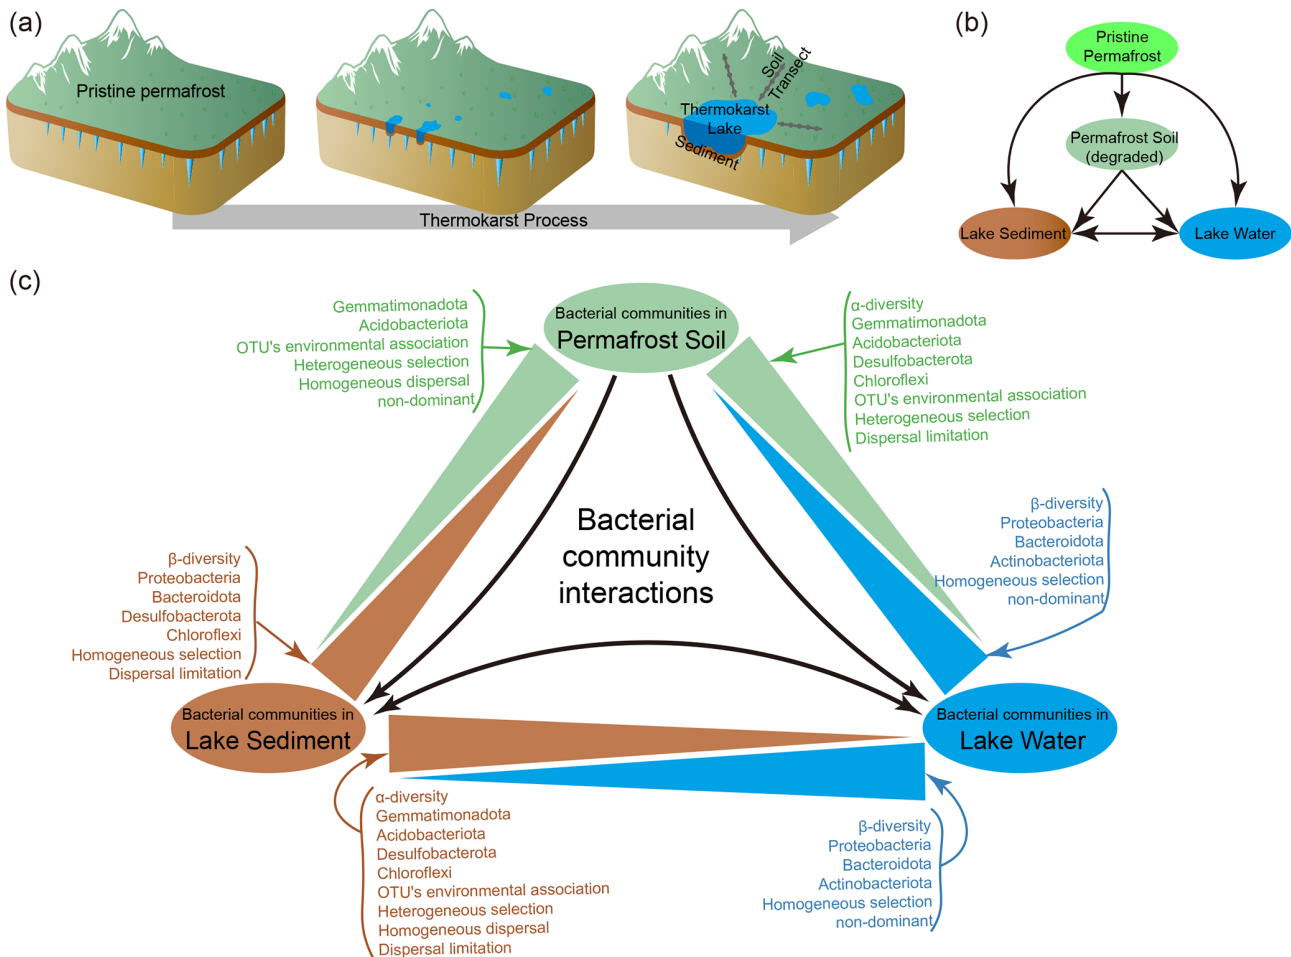 (a)
Pristine permafrost
Soil
Transect
Thermokarst
Lake
Sediment
Thermokarst Process
(b)
Pristine
Permafrost
Permafrost Soil
(degraded)
Lake Sediment
Lake Water
(c)
Gemmatimonadota
Acidobacteriota
OTU's environmental association
Heterogeneous selection
Homogeneous dispersal
non-dominant
Bacterial communities in
Permafrost Soil
α-diversity
Gemmatimonadota
Acidobacteriota
Desulfobacterota
Chloroflexi
OTU's environmental association
Heterogeneous selection
Dispersal limitation
Bacterial
community
interactions
β-diversity
Proteobacteria
Bacteroidota
Actinobacteriota
Homogeneous selection
non-dominant
β-diversity
Proteobacteria
Bacteroidota
Desulfobacterota
Chloroflexi
Homogeneous selection
Dispersal limitation
Bacterial communities in
Lake Sediment
Bacterial communities in
Lake Water
α-diversity
Gemmatimonadota
Acidobacteriota
Desulfobacterota
Chloroflexi
OTU's environmental association
Heterogeneous selection
Homogeneous dispersal
Dispersal limitation
β-diversity
Proteobacteria
Bacteroidota
Actinobacteriota
Homogeneous selection
non-dominant